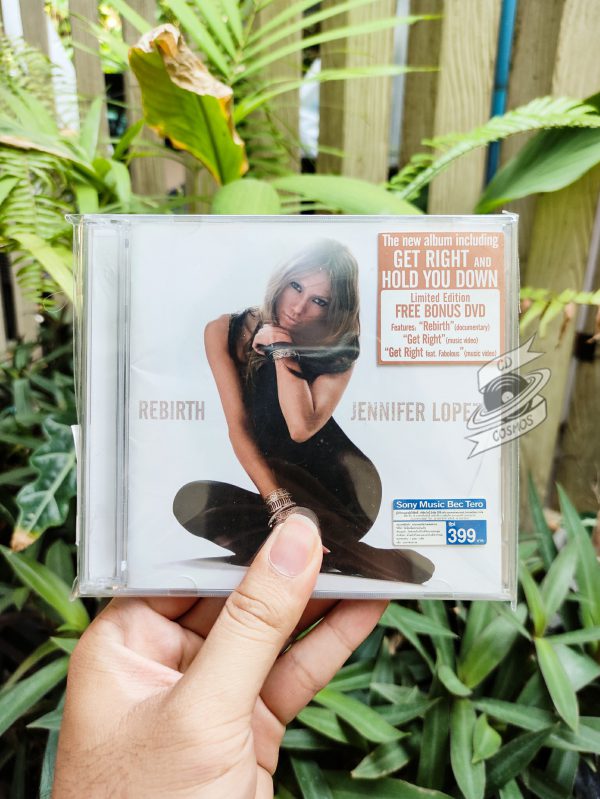 The new album including
GET RIGHT AND
HOLD YOU DOWN
Limited Edition
FREE BONUS DVD
Features: "Rebirth" (documentary)
"Get Right" (music video)
"Get Right feat. Fabolous" (music video)
CD
COSMOS
REBIRTH JENNIFER LOPEZ
Sony Music Bec Tero
399